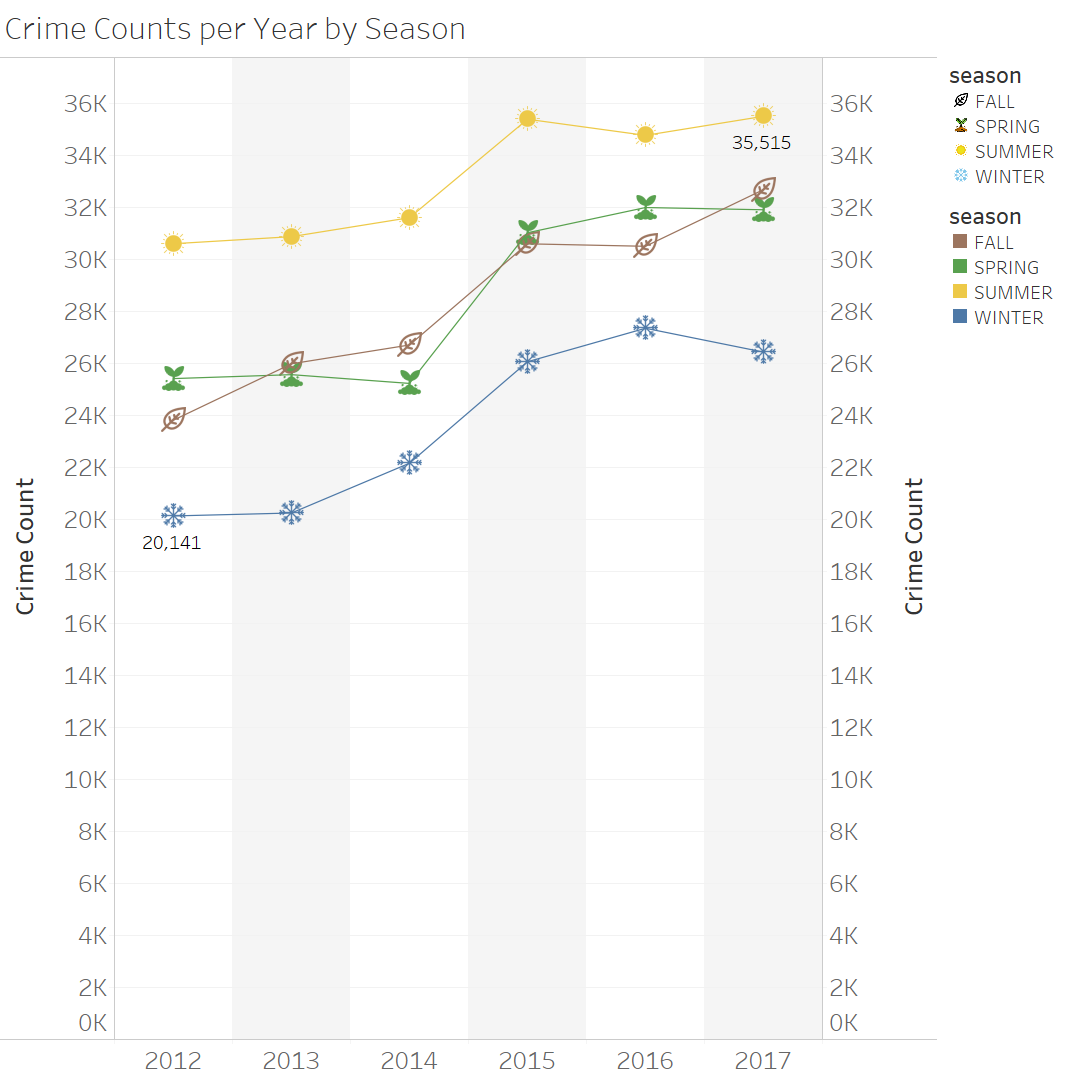 Crime Counts per Year by Season
36K
34K
32K
30K
28K
26K
24K
22K
20K
18K
16K
14K
12K
10K
8K
6K
4K
2K
0K
Crime Count
35,515
20,141
2012 2013 2014 2015 2016 2017
36K
34K
32K
30K
28K
26K
24K
22K
20K
18K
16K
14K
12K
10K
8K
6K
4K
2K
0K
Crime Count
season
FALL
SPRING
SUMMER
WINTER
season
FALL
SPRING
SUMMER
WINTER